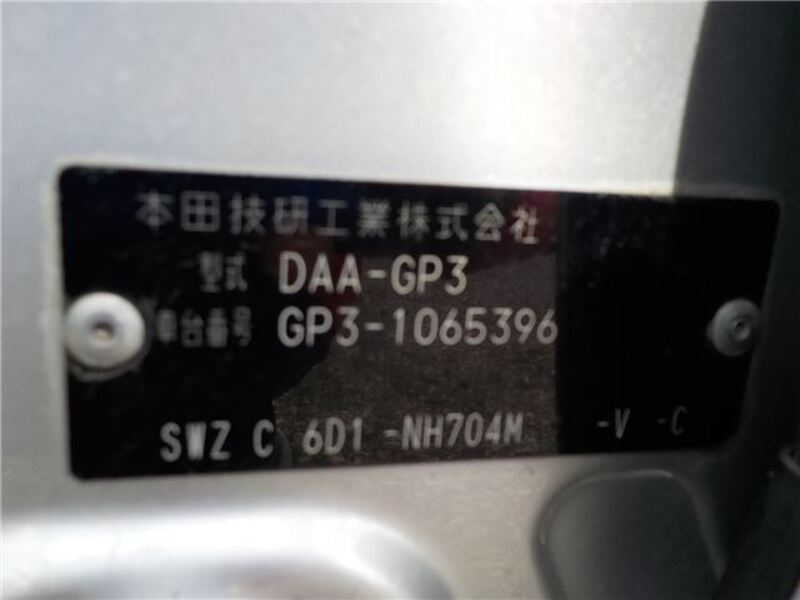 本田技研工業株式会社
型式 DAA-GP3
車台番号 GP3-1065396
SWZ C 6D1 -NH704M -V -C